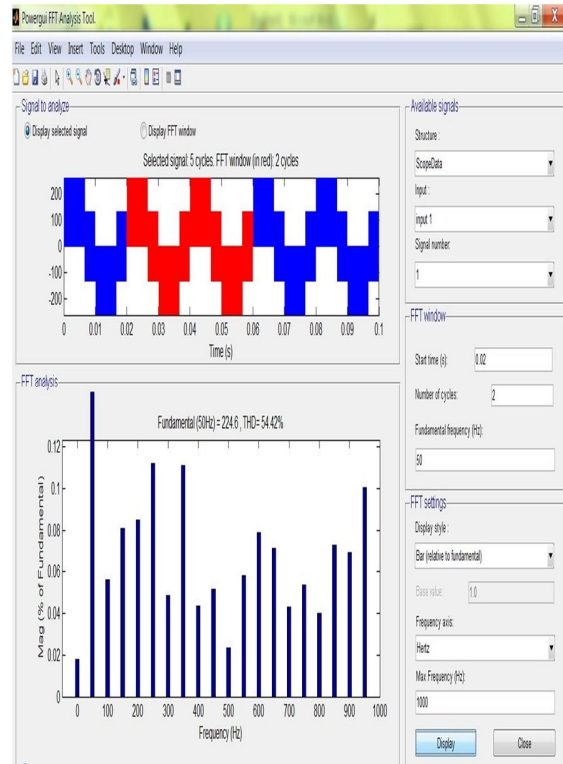 Powergui FFT Analysis Tool.
File Edit View Insert Tools Desktop Window Help
Signal to analyze
Display selected signal
Display FFT window
Selected signal: 5 cycles. FFT window (in red): 2 cycles
200
100
0
-100
-200
0 0.01 0.02 0.03 0.04 0.05 0.06 0.07 0.08 0.09 0.1
Time (s)
FFT analysis
Fundamental (50Hz) = 224.6 , THD= 54.42%
0.12
0.1
0.08
0.06
0.04
0.02
0
Mag (% of Fundamental)
0 100 200 300 400 500 600 700 800 900 1000
Frequency (Hz)
Available signals
Structure :
ScopeData
Input :
input 1
Signal number:
1
FFT window
Start time (s): 0.02
Number of cycles: 2
Fundamental frequency (Hz):
50
FFT settings
Display style :
Bar (relative to fundamental)
Base value: 1.0
Frequency axis:
Hertz
Max Frequency (Hz):
1000
Display
Close